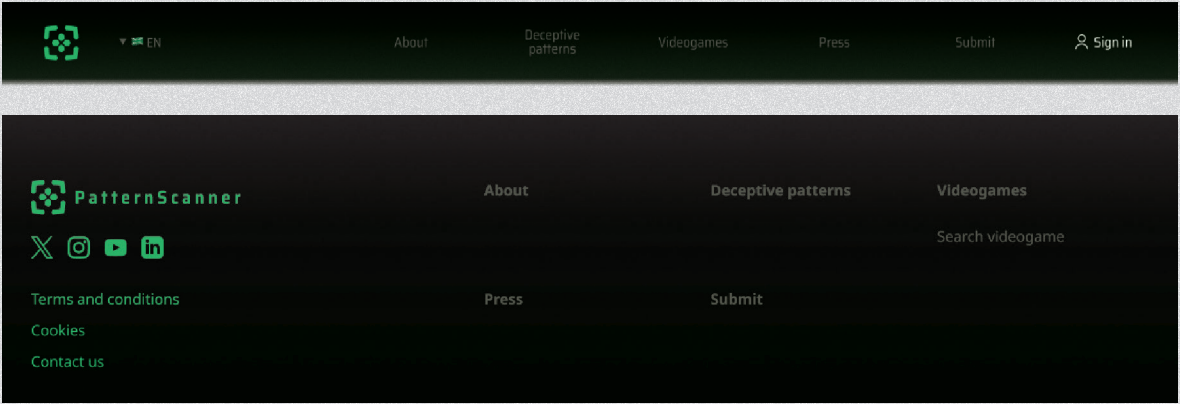 EN
About
Deceptive
patterns
Videogames
Press
Submit
Sign in
PatternScanner
About
Deceptive patterns
Videogames
Search videogame
Terms and conditions
Press
Submit
Cookies
Contact us